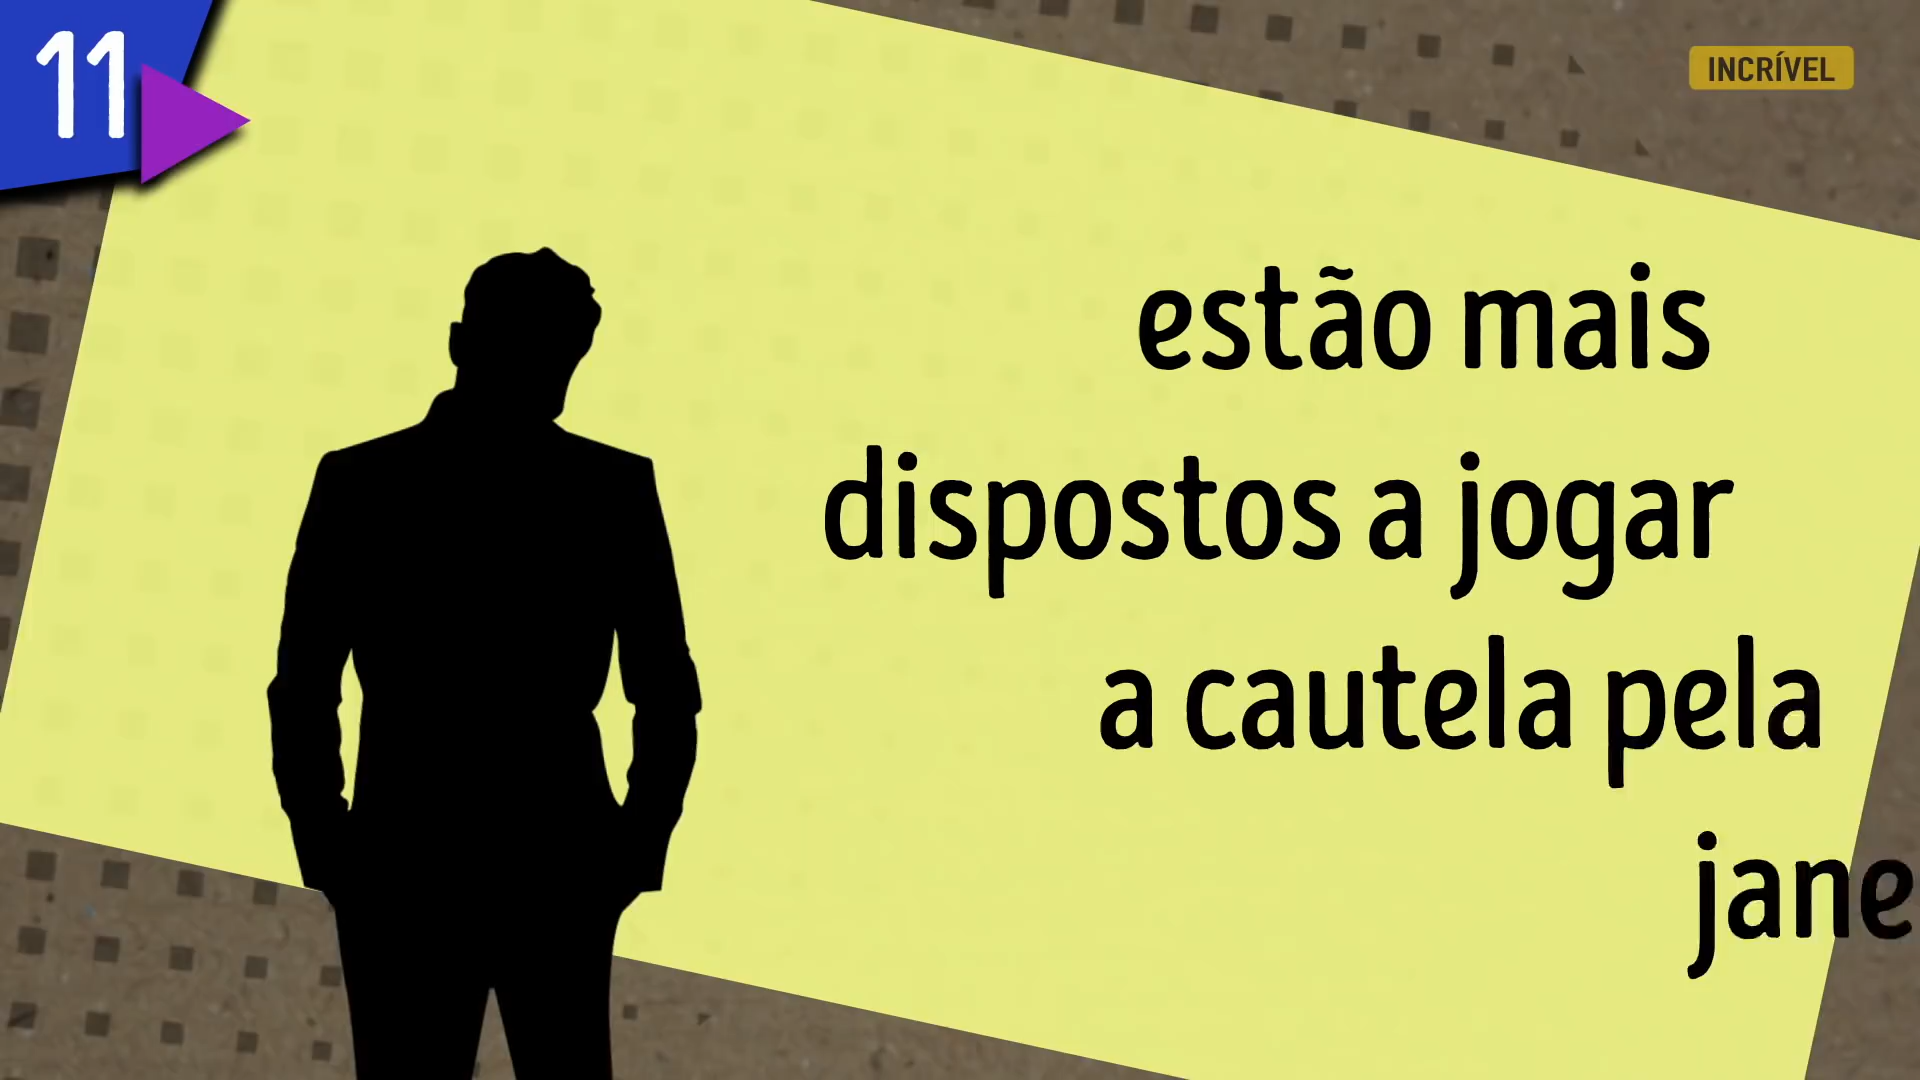 11
INCRÍVEL
estão mais
dispostos a jogar
a cautela pela
jane